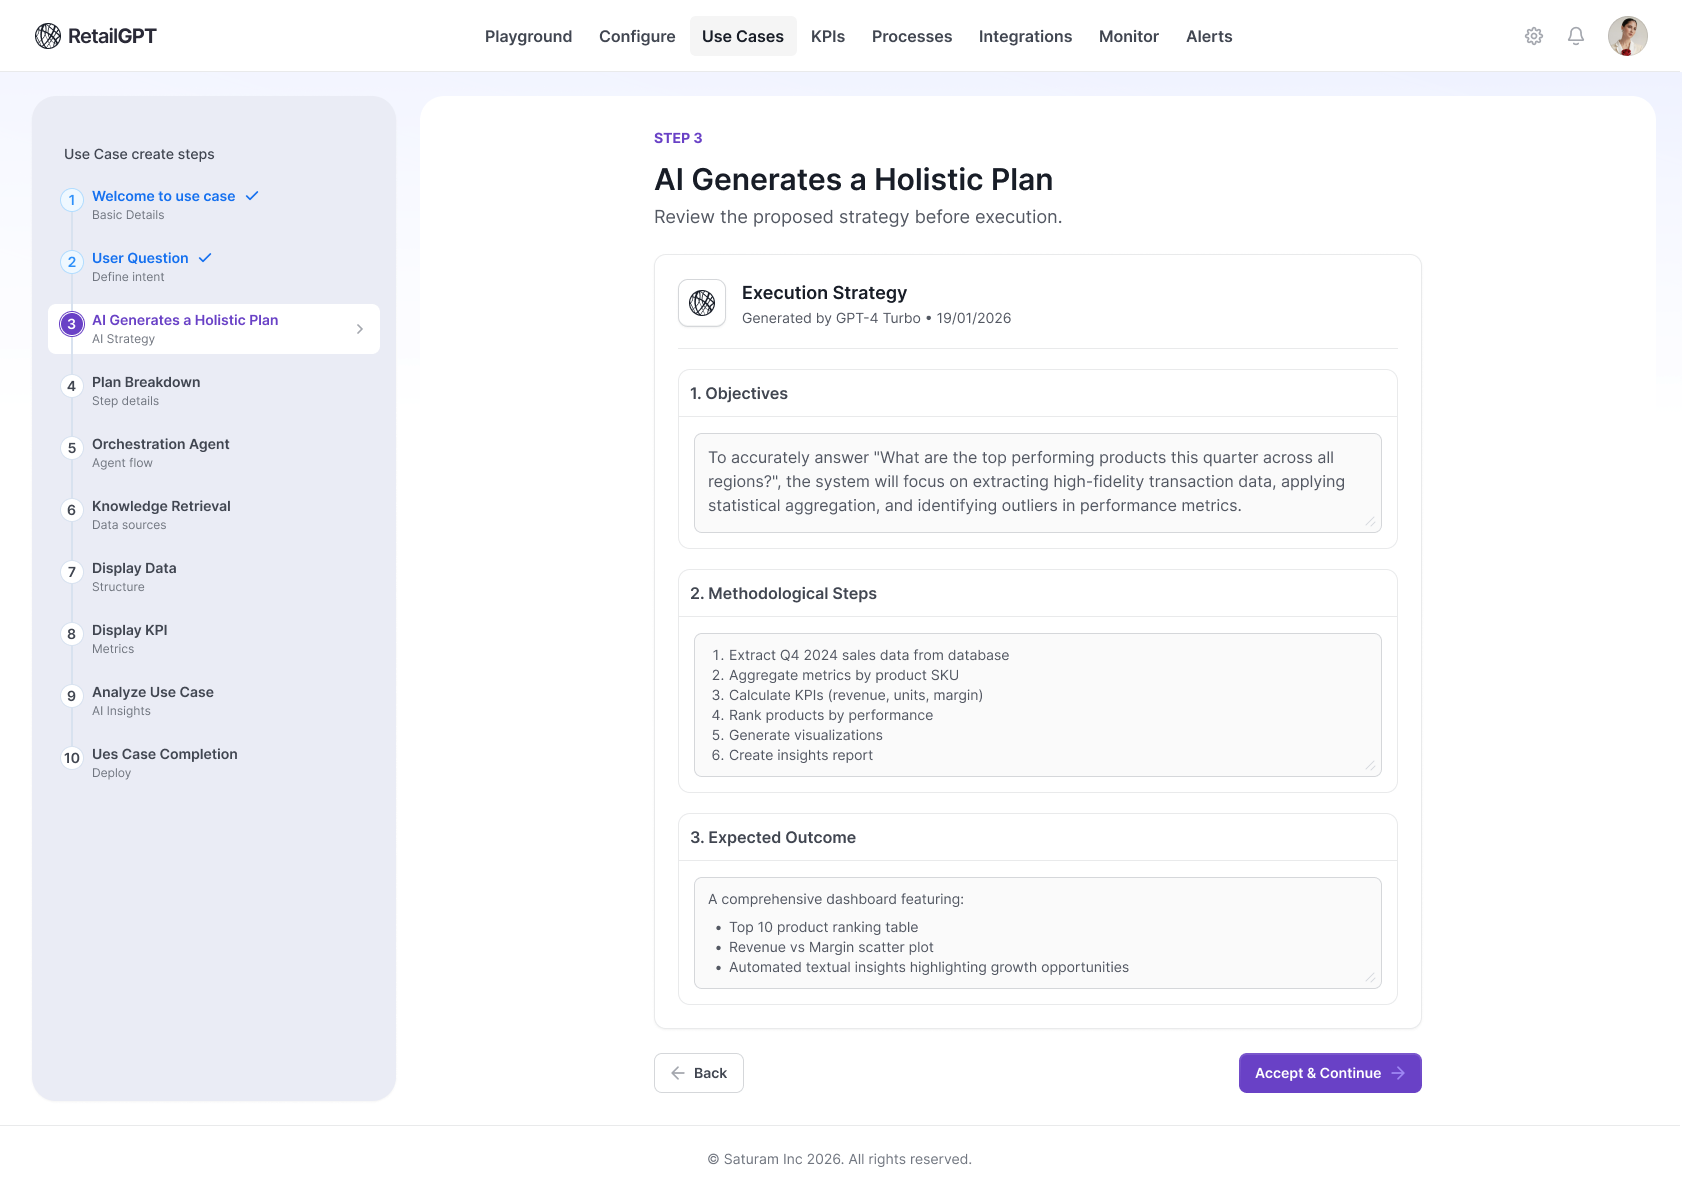 RetailGPT
Playground
Configure
Use Cases
KPIs
Processes
Integrations
Monitor
Alerts
Use Case create steps
1
Welcome to use case
Basic Details
2
User Question
Define intent
3
AI Generates a Holistic Plan
AI Strategy
4
Plan Breakdown
Step details
5
Orchestration Agent
Agent flow
6
Knowledge Retrieval
Data sources
7
Display Data
Structure
8
Display KPI
Metrics
9
Analyze Use Case
AI Insights
10
Ues Case Completion
Deploy
STEP 3
AI Generates a Holistic Plan
Review the proposed strategy before execution.
Execution Strategy
Generated by GPT-4 Turbo • 19/01/2026
1. Objectives
To accurately answer "What are the top performing products this quarter across all
regions?", the system will focus on extracting high-fidelity transaction data, applying
statistical aggregation, and identifying outliers in performance metrics.
2. Methodological Steps
1. Extract Q4 2024 sales data from database
2. Aggregate metrics by product SKU
3. Calculate KPIs (revenue, units, margin)
4. Rank products by performance
5. Generate visualizations
6. Create insights report
3. Expected Outcome
A comprehensive dashboard featuring:
• Top 10 product ranking table
• Revenue vs Margin scatter plot
• Automated textual insights highlighting growth opportunities
Back
Accept & Continue
© Saturam Inc 2026. All rights reserved.